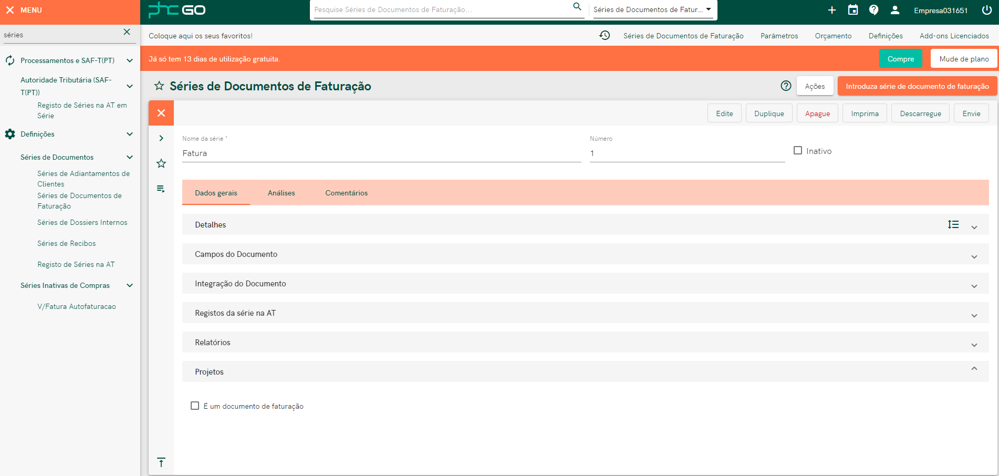 MENU
phc GO
Pesquise Séries de Documentos de Faturação...
Séries de Documentos de Fatur...
Empresa031651
séries
Coloque aqui os seus favoritos!
Séries de Documentos de Faturação
Parâmetros
Orçamento
Definições
Add-ons Licenciados
Já só tem 13 dias de utilização gratuita.
Compre
Mude de plano
Processamentos e SAF-T(PT)
Autoridade Tributária (SAF-
T(PT))
Registo de Séries na AT em
Série
Definições
Séries de Documentos
Séries de Adiantamentos de
Clientes
Séries de Documentos de
Faturação
Séries de Dossiers Internos
Séries de Recibos
Registo de Séries na AT
Séries Inativas de Compras
V/Fatura Autofaturacao
Séries de Documentos de Faturação
Ações
Introduza série de documento de faturação
Edite
Duplique
Apague
Imprima
Descarregue
Envie
Nome da série *
Fatura
Número
1
Inativo
Dados gerais
Análises
Comentários
Detalhes
Campos do Documento
Integração do Documento
Registos da série na AT
Relatórios
Projetos
É um documento de faturação